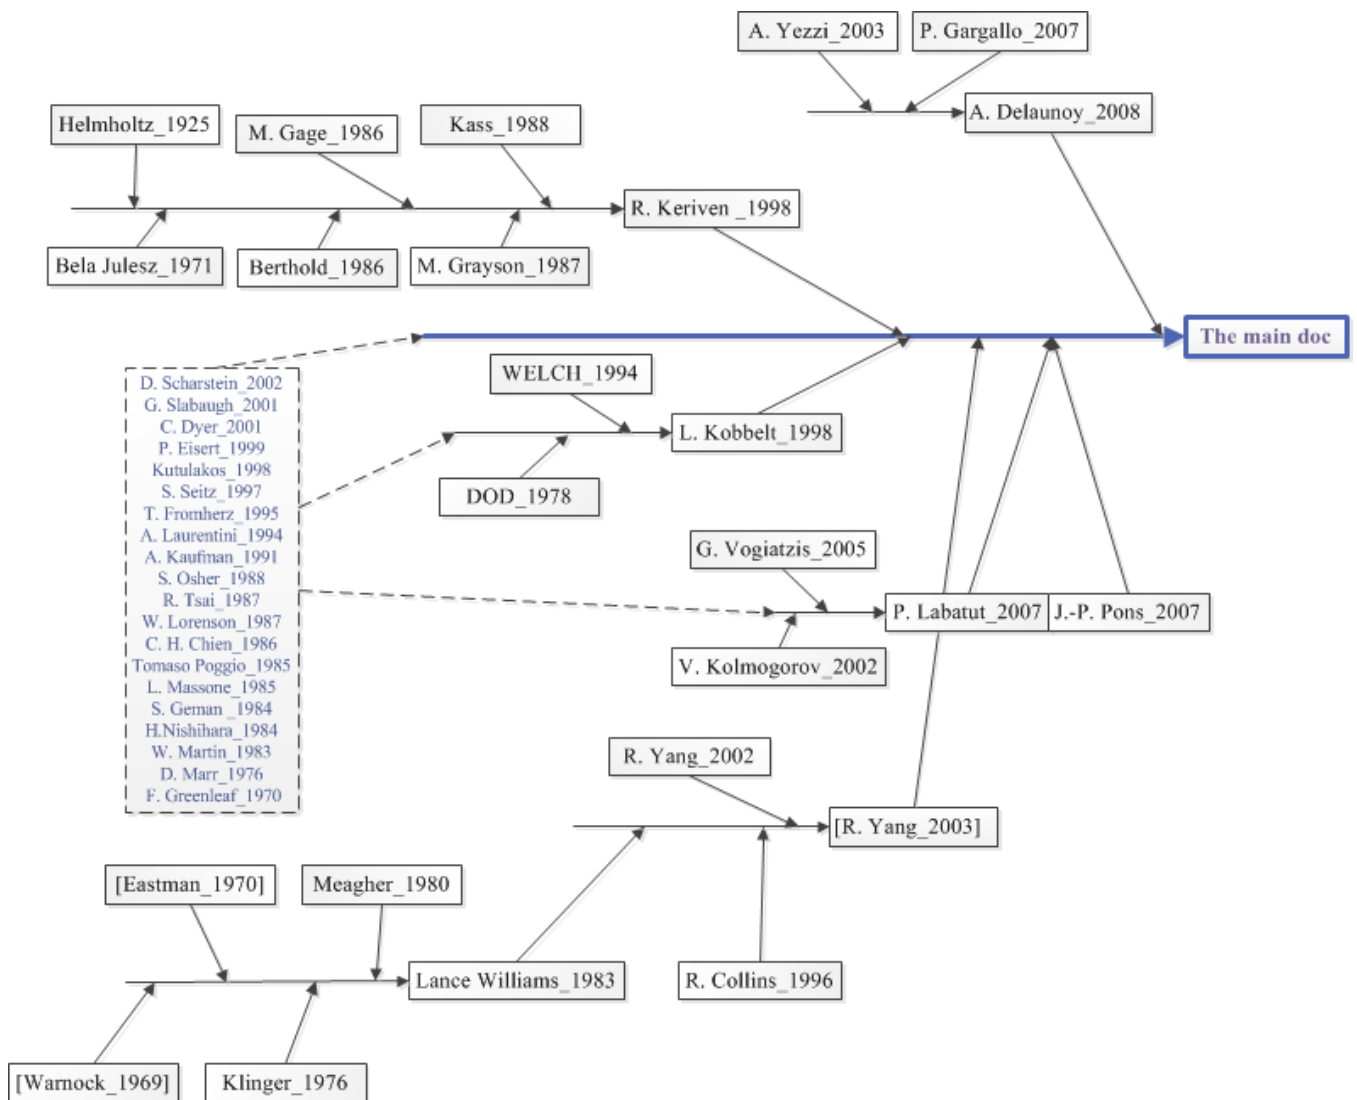 A. Yezzi_2003
P. Gargallo_2007
Helmholtz_1925
M. Gage_1986
Kass_1988
A. Delaunoy_2008
R. Keriven _1998
Bela Julesz_1971
Berthold_1986
M. Grayson_1987
The main doc
D. Scharstein_2002
G. Slabaugh_2001
C. Dyer_2001
P. Eisert_1999
Kutulakos_1998
S. Seitz_1997
T. Fromherz_1995
A. Laurentini_1994
A. Kaufman_1991
S. Osher_1988
R. Tsai_1987
W. Lorenson_1987
C. H. Chien_1986
Tomaso Poggio_1985
L. Massone_1985
S. Geman _1984
H.Nishihara_1984
W. Martin_1983
D. Marr_1976
F. Greenleaf_1970
WELCH_1994
L. Kobbelt_1998
DOD_1978
G. Vogiatzis_2005
P. Labatut_2007
J.-P. Pons_2007
V. Kolmogorov_2002
R. Yang_2002
[R. Yang_2003]
[Eastman_1970]
Meagher_1980
Lance Williams_1983
R. Collins_1996
[Warnock_1969]
Klinger_1976